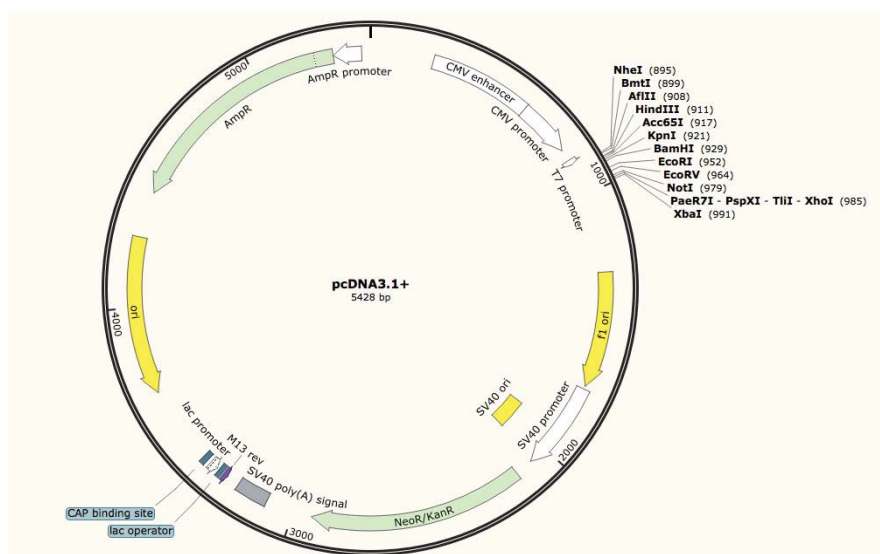 AmpR promoter
AmpR
5000
CMV enhancer
CMV promoter
T7 promoter
NheI (895)
BmtI (899)
AflII (908)
HindIII (911)
Acc65I (917)
KpnI (921)
BamHI (929)
EcoRI (952)
EcoRV (964)
NotI (979)
PaeR7I - PspXI - TliI - XhoI (985)
XbaI (991)
1000
pcDNA3.1+
5428 bp
ori
4000
f1 ori
SV40 ori
SV40 promoter
2000
lac promoter
M13 rev
SV40 poly(A) signal
CAP binding site
lac operator
NeoR/KanR
3000